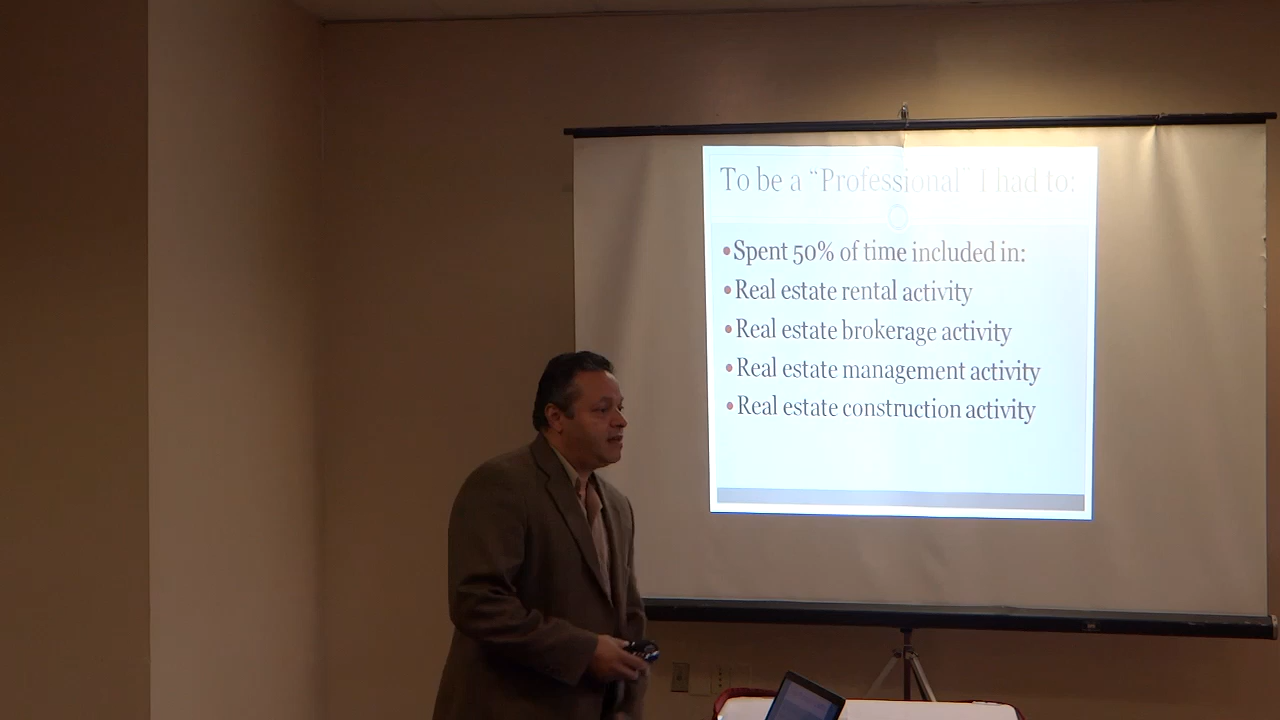 To be a "Professional" I had to:
•Spent 50% of time included in:
•Real estate rental activity
•Real estate brokerage activity
•Real estate management activity
•Real estate construction activity